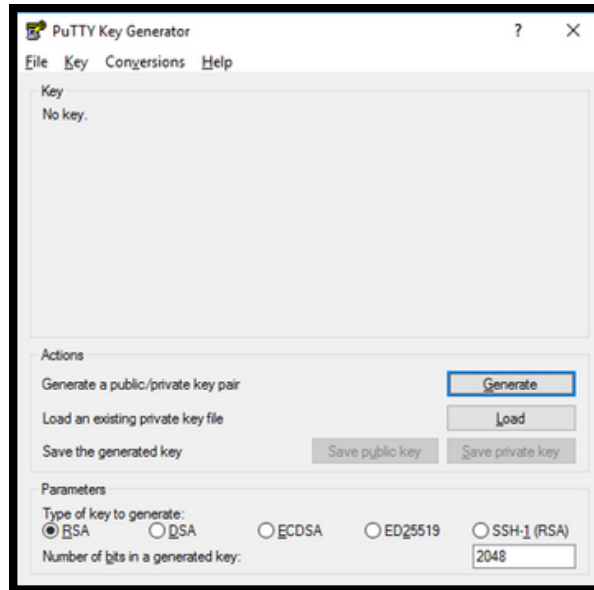 PuTTY Key Generator ? ×
File Key Conversions Help
Key
No key.
Actions
Generate a public/private key pair Generate
Load an existing private key file Load
Save the generated key Save public key Save private key
Parameters
Type of key to generate:
RSA DSA ECDSA ED25519 SSH-1 (RSA)
Number of bits in a generated key: 2048